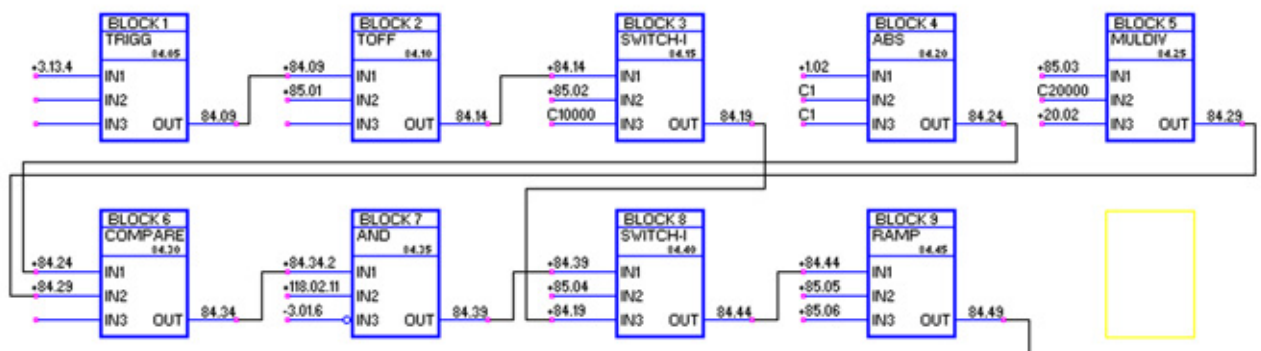 BLOCK 1 BLOCK 2 BLOCK 3 BLOCK 4 BLOCK 5
TRIGG TOFF SWITCH-I ABS MULDIV
84.05 84.10 84.15 84.20 84.25
+3.13.4 IN1 +84.09 IN1 +84.14 IN1 +1.02 IN1 +85.03 IN1
IN2 +85.01 IN2 +85.02 IN2 C1 IN2 C20000 IN2
IN3 OUT 84.09 IN3 OUT 84.14 C10000 IN3 OUT 84.19 C1 IN3 OUT 84.24 +20.02 IN3 OUT 84.29
BLOCK 6 BLOCK 7 BLOCK 8 BLOCK 9
COMPARE AND SWITCH-I RAMP
84.30 84.35 84.40 84.45
+84.24 IN1 +84.34.2 IN1 +84.39 IN1 +84.44 IN1
+84.29 IN2 +118.02.11 IN2 +85.04 IN2 +85.05 IN2
IN3 OUT 84.34 -3.01.6 IN3 OUT 84.39 +84.19 IN3 OUT 84.44 +85.06 IN3 OUT 84.49